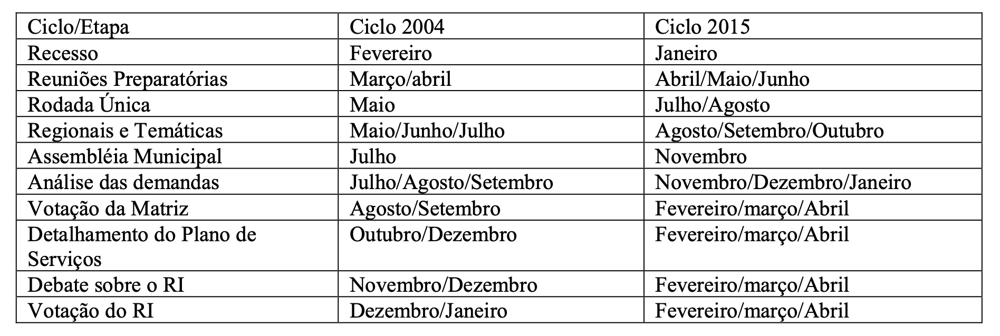 Ciclo/Etapa Ciclo 2004 Ciclo 2015
Recesso Fevereiro Janeiro
Reuniões Preparatórias Março/abril Abril/Maio/Junho
Rodada Única Maio Julho/Agosto
Regionais e Temáticas Maio/Junho/Julho Agosto/Setembro/Outubro
Assembléia Municipal Julho Novembro
Análise das demandas Julho/Agosto/Setembro Novembro/Dezembro/Janeiro
Votação da Matriz Agosto/Setembro Fevereiro/março/Abril
Detalhamento do Plano de Outubro/Dezembro Fevereiro/março/Abril
Serviços
Debate sobre o RI Novembro/Dezembro Fevereiro/março/Abril
Votação do RI Dezembro/Janeiro Fevereiro/março/Abril